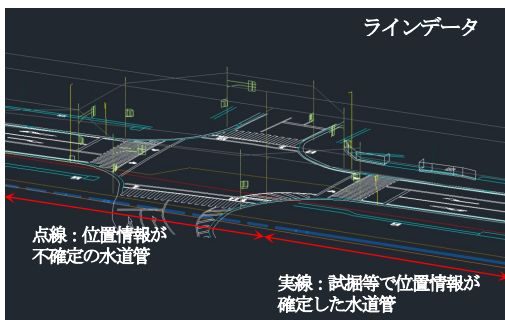 ラインデータ
点線：位置情報が
不確定の水道管
実線：試掘等で位置情報が
確定した水道管